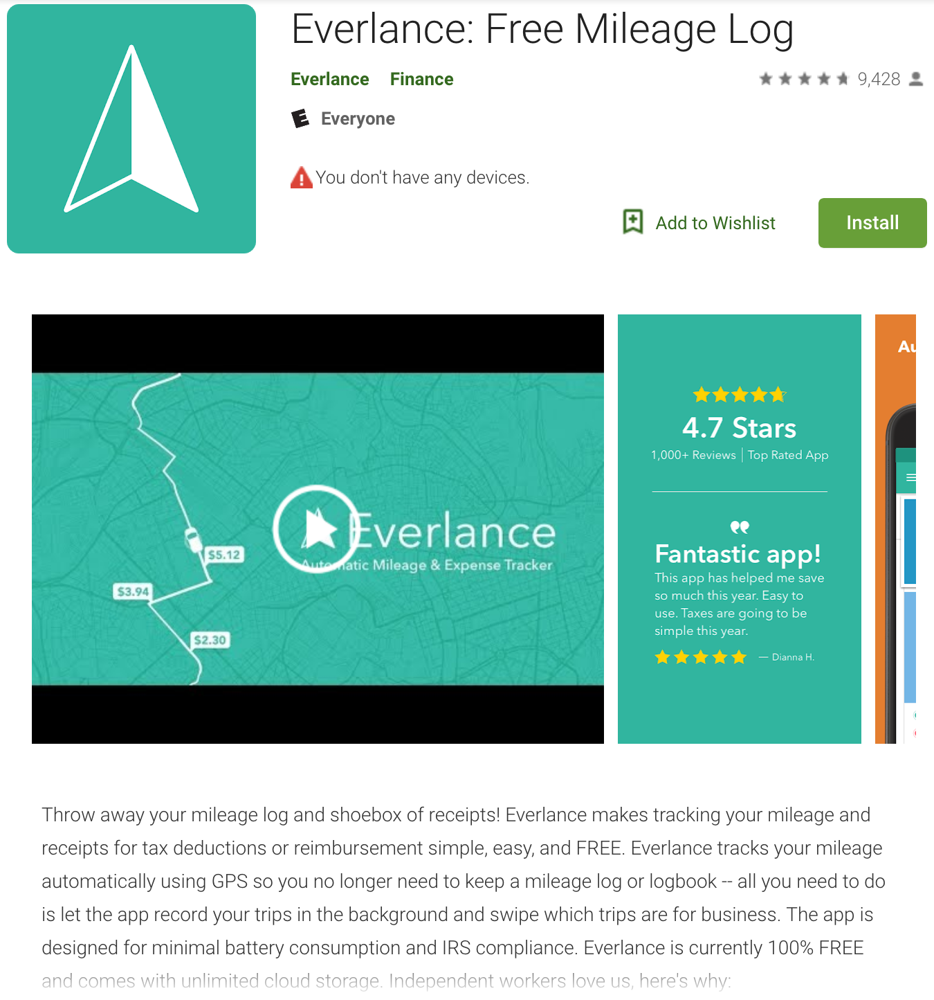 Everlance: Free Mileage Log
Everlance Finance
9,428
E Everyone
You don't have any devices.
Add to Wishlist
Install
$5.12
$3.94
$2.30
Everlance
Automatic Mileage & Expense Tracker
4.7 Stars
1,000+ Reviews | Top Rated App
Fantastic app!
This app has helped me save
so much this year. Easy to
use. Taxes are going to be
simple this year.
— Dianna H.
Throw away your mileage log and shoebox of receipts! Everlance makes tracking your mileage and
receipts for tax deductions or reimbursement simple, easy, and FREE. Everlance tracks your mileage
automatically using GPS so you no longer need to keep a mileage log or logbook -- all you need to do
is let the app record your trips in the background and swipe which trips are for business. The app is
designed for minimal battery consumption and IRS compliance. Everlance is currently 100% FREE
and comes with unlimited cloud storage. Independent workers love us, here's why: